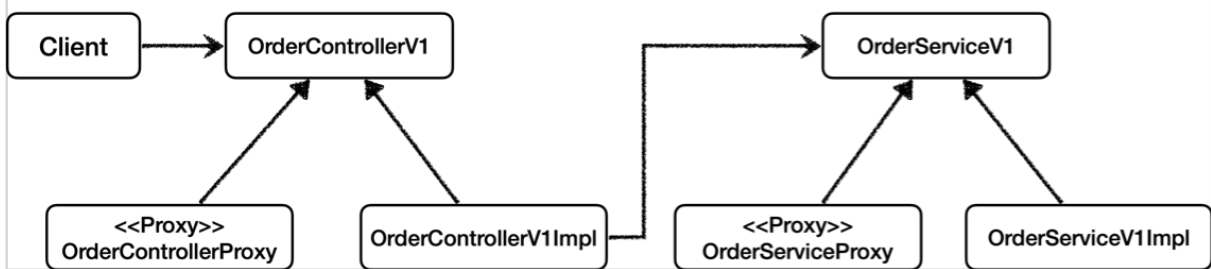 Client
OrderControllerV1
OrderServiceV1
<<Proxy>>
OrderControllerProxy
OrderControllerV1Impl
<<Proxy>>
OrderServiceProxy
OrderServiceV1Impl